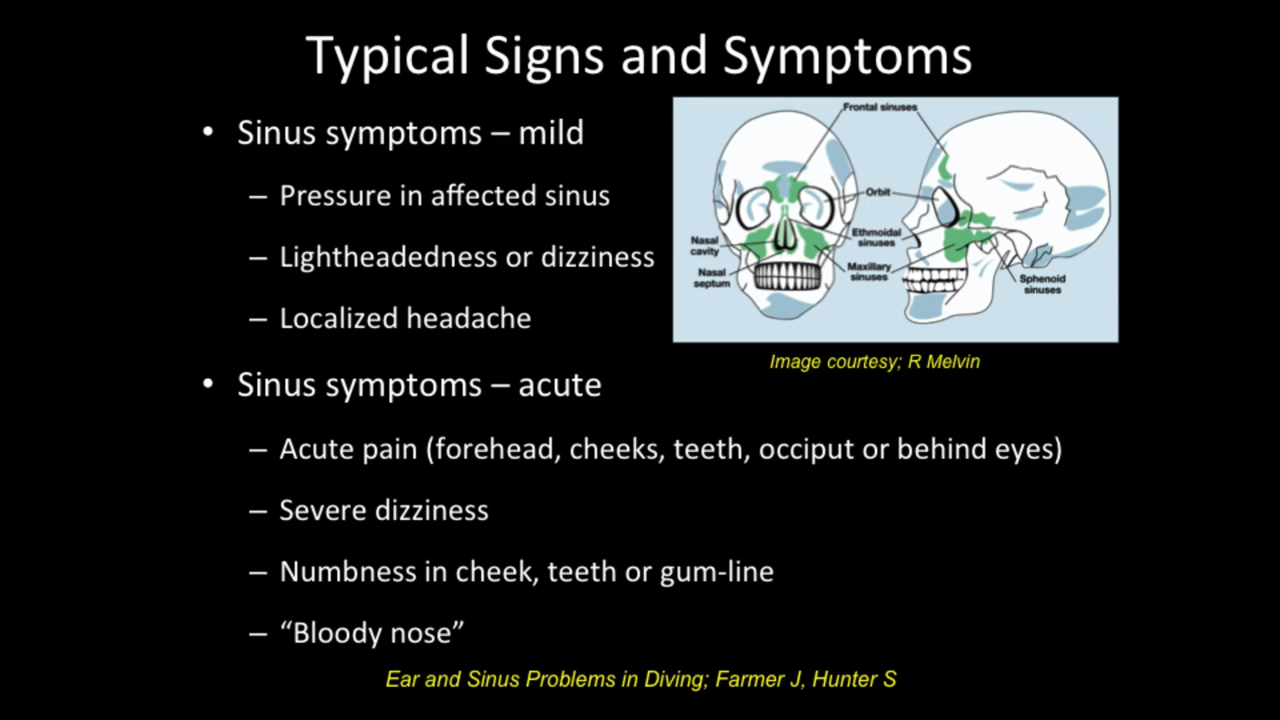 Typical Signs and Symptoms
• Sinus symptoms – mild
– Pressure in affected sinus
– Lightheadedness or dizziness
– Localized headache
Frontal sinuses
Orbit
Nasal
cavity
Ethmoidal
sinuses
Nasal
septum
Maxillary
sinuses
Sphenoid
sinuses
Image courtesy; R Melvin
• Sinus symptoms – acute
– Acute pain (forehead, cheeks, teeth, occiput or behind eyes)
– Severe dizziness
– Numbness in cheek, teeth or gum-line
– “Bloody nose”
Ear and Sinus Problems in Diving; Farmer J, Hunter S